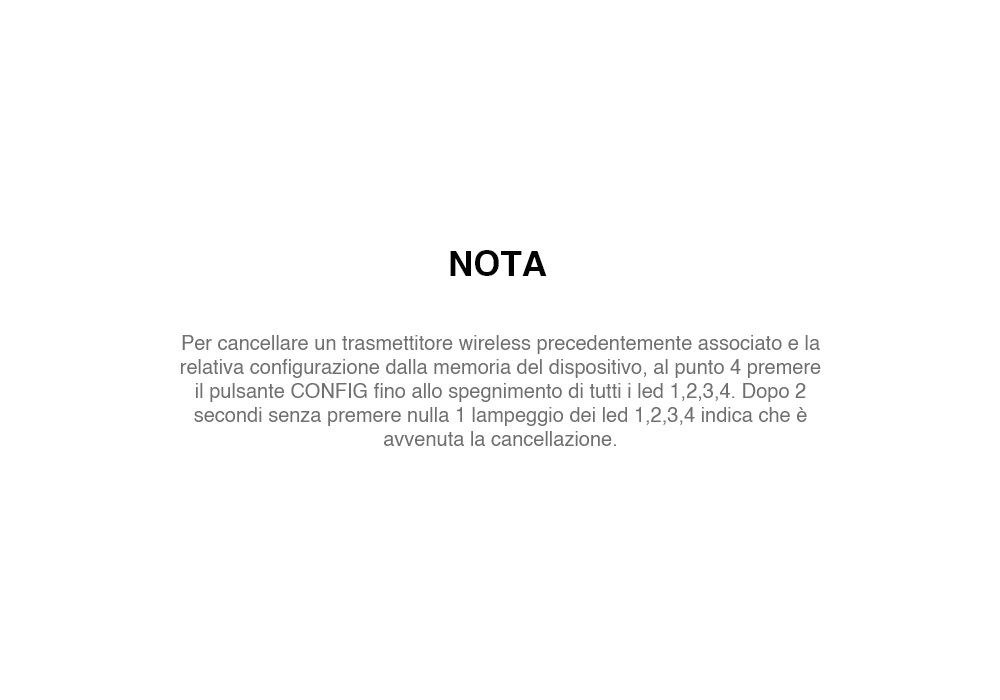 NOTA
Per cancellare un trasmettitore wireless precedentemente associato e la
relativa configurazione dalla memoria del dispositivo, al punto 4 premere
il pulsante CONFIG fino allo spegnimento di tutti i led 1,2,3,4. Dopo 2
secondi senza premere nulla 1 lampeggio dei led 1,2,3,4 indica che è
avvenuta la cancellazione.